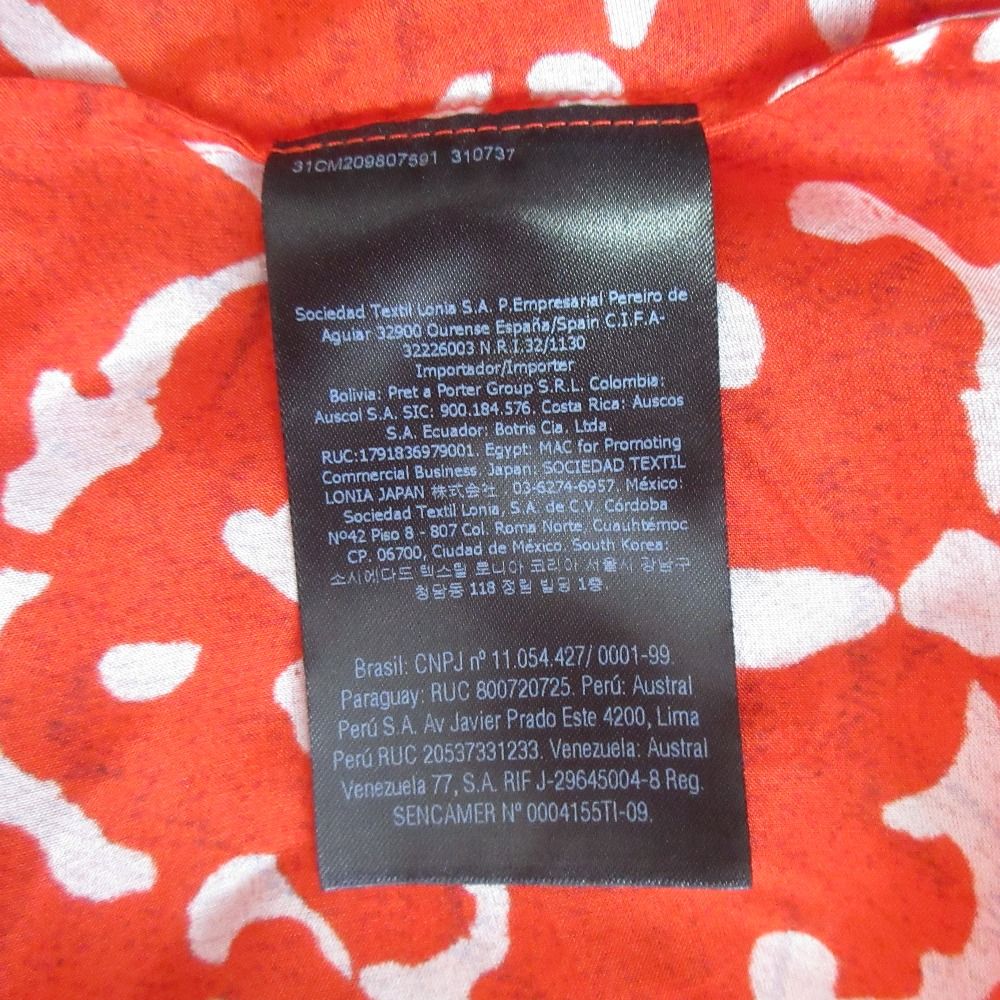 31CM209807591 310737
Sociedad Textil Lonia S.A. P.Empresarial Pereiro de
Aguiar 32900 Ourense España/Spain C.I.F.A-
32226003 N.R.I.32/1130
Importador/Importer
Bolivia: Pret a Porter Group S.R.L. Colombia:
Auscol S.A. SIC: 900.184.576. Costa Rica: Auscos
S.A. Ecuador: Botris Cia. Ltda.
RUC:1791836979001. Egypt: MAC for Promoting
Commercial Business. Japan: SOCIEDAD TEXTIL
LONIA JAPAN 株式会社 03-6274-6957. México:
Sociedad Textil Lonia, S.A. de C.V. Córdoba
Nº42 Piso 8 - 807 Col. Roma Norte, Cuauhtémoc
CP. 06700, Ciudad de México. South Korea:
소시에다드 텍스틸 로니아 코리아 서울시 강남구
청담동 118 정림 빌딩 1층.
Brasil: CNPJ nº 11.054.427/ 0001-99.
Paraguay: RUC 800720725. Perú: Austral
Perú S.A. Av Javier Prado Este 4200, Lima
Perú RUC 20537331233. Venezuela: Austral
Venezuela 77, S.A. RIF J-29645004-8 Reg.
SENCAMER Nº 0004155TI-09.